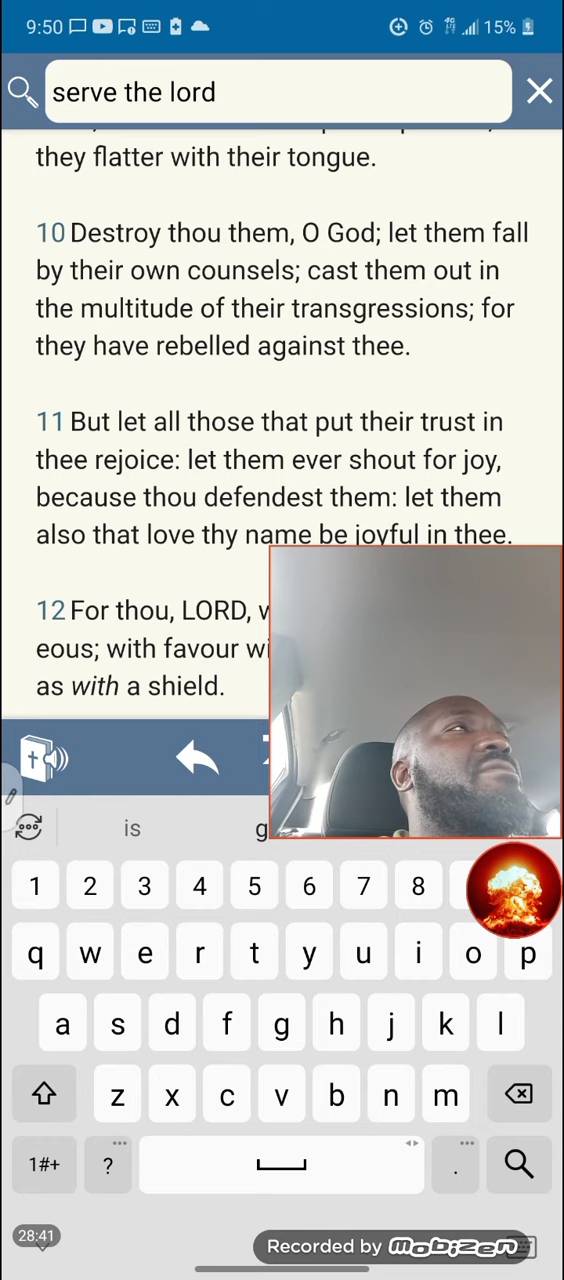 9:50 4G 15%
serve the lord
they flatter with their tongue.
10 Destroy thou them, O God; let them fall
by their own counsels; cast them out in
the multitude of their transgressions; for
they have rebelled against thee.
11 But let all those that put their trust in
thee rejoice: let them ever shout for joy,
because thou defendest them: let them
also that love thy name be joyful in thee.
12 For thou, LORD,
eous; with favour
as with a shield.
is
1 2 3 4 5 6 7 8
q w e r t y u i o p
a s d f g h j k l
z x c v b n m
1#+ ? .
28:41
Recorded by mobizen